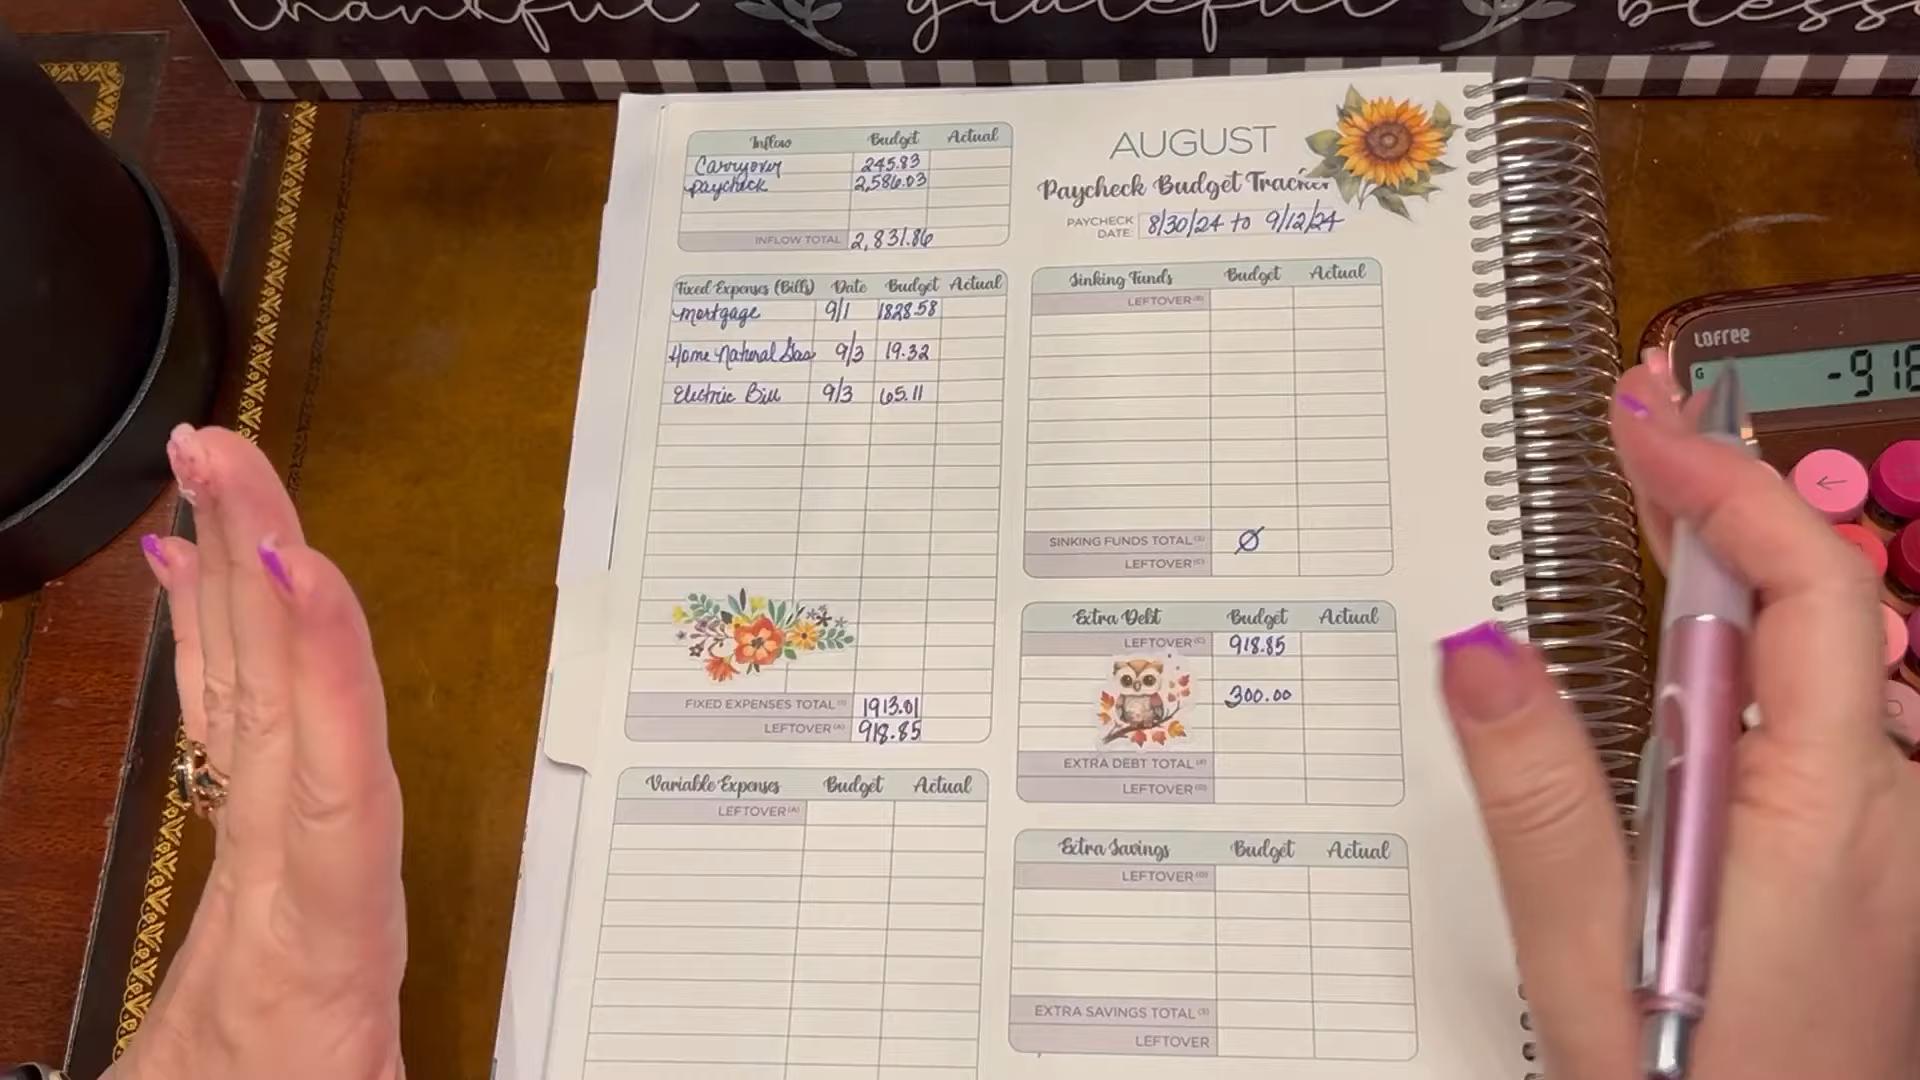 thankful grateful blesse
Inflow Budget Actual
Carryover 245.83
paycheck 2,586.03
INFLOW TOTAL 2,831.86
AUGUST
Paycheck Budget Tracker
PAYCHECK DATE: 8/30/24 to 9/12/24
Fixed Expenses (Bills) Date Budget Actual
mortgage 9/1 1828.58
Home Natural Gas 9/3 19.32
Electric Bill 9/3 65.11
FIXED EXPENSES TOTAL 1913.01
LEFTOVER (A) 918.85
Variable Expenses Budget Actual
LEFTOVER (A)
Sinking Funds Budget Actual
LEFTOVER (B)
SINKING FUNDS TOTAL Ø
LEFTOVER (C)
Extra Debt Budget Actual
LEFTOVER (C) 918.85
300.00
EXTRA DEBT TOTAL
LEFTOVER (D)
Extra Savings Budget Actual
LEFTOVER (D)
EXTRA SAVINGS TOTAL
LEFTOVER
LOFREE
G -918